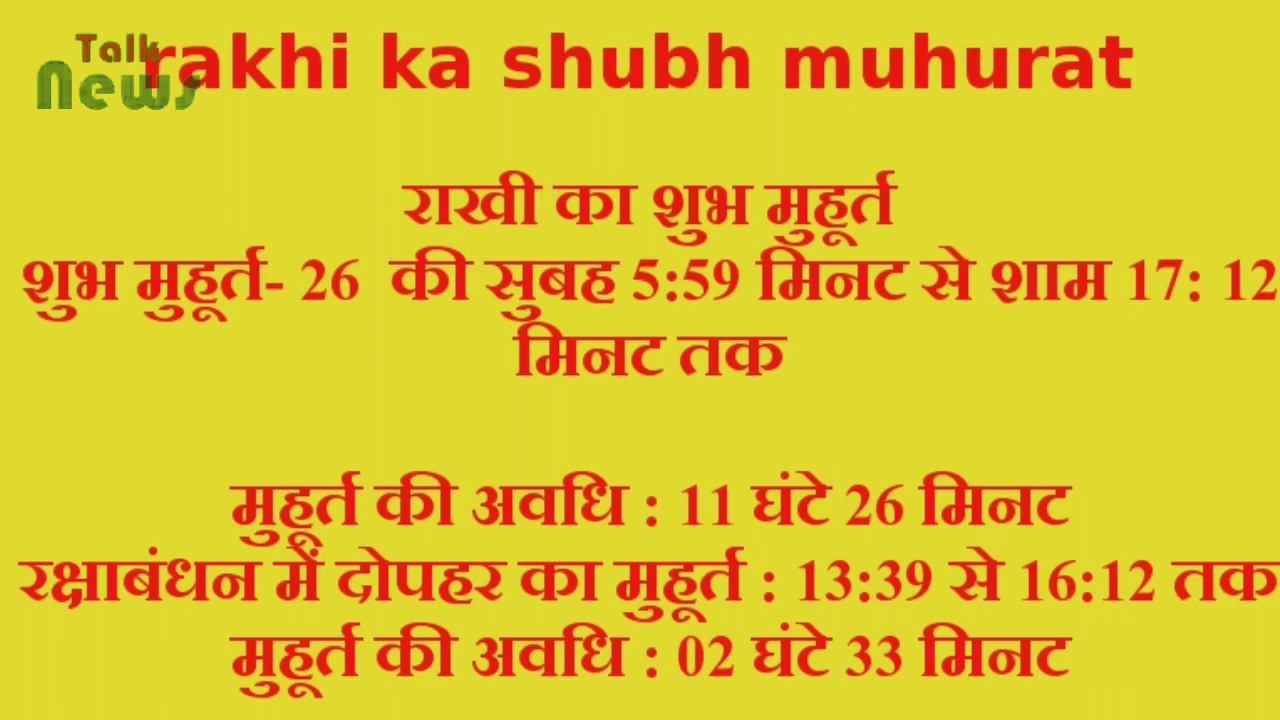 Talk
News
rakhi ka shubh muhurat
राखी का शुभ मुहूर्त
शुभ मुहूर्त- 26 की सुबह 5:59 मिनट से शाम 17: 12
मिनट तक
मुहूर्त की अवधि : 11 घंटे 26 मिनट
रक्षाबंधन में दोपहर का मुहूर्त : 13:39 से 16:12 तक
मुहूर्त की अवधि : 02 घंटे 33 मिनट